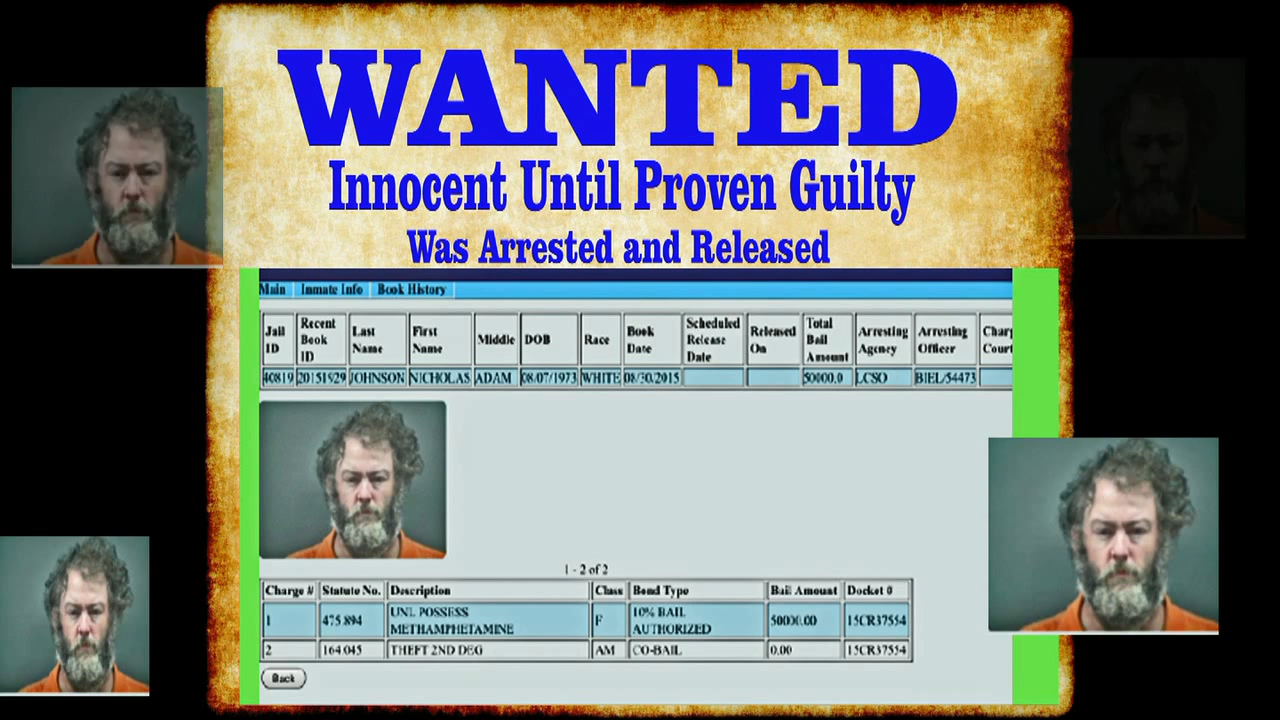 WANTED
Innocent Until Proven Guilty
Was Arrested and Released
Main Inmate Info Book History
Jail ID Recent Book ID Last Name First Name Middle DOB Race Book Date Scheduled Release Date Released On Total Bail Amount Arresting Agency Arresting Officer Charg Court
40819 20151929 JOHNSON NICHOLAS ADAM 08/07/1973 WHITE 08/30/2015 50000.0 LCSO BIEL/54473
1 - 2 of 2
Charge # Statute No. Description Class Bond Type Bail Amount Docket #
1 475.894 UNL POSSESS METHAMPHETAMINE F 10% BAIL AUTHORIZED 50000.00 15CR37554
2 164.045 THEFT 2ND DEG AM CO-BAIL 0.00 15CR37554
Back